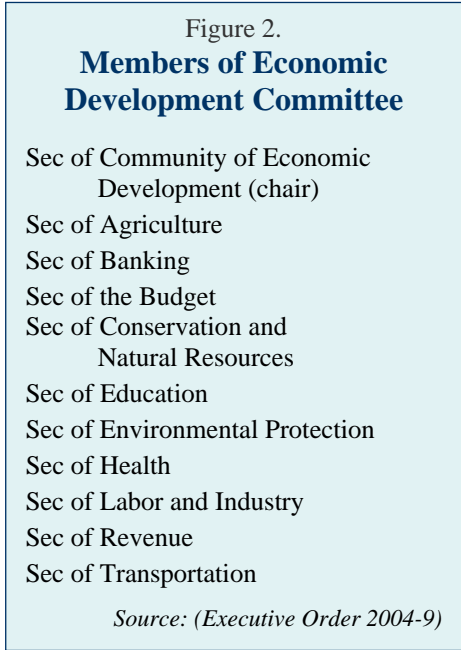 Figure 2.
Members of Economic
Development Committee
Sec of Community of Economic
Development (chair)
Sec of Agriculture
Sec of Banking
Sec of the Budget
Sec of Conservation and
Natural Resources
Sec of Education
Sec of Environmental Protection
Sec of Health
Sec of Labor and Industry
Sec of Revenue
Sec of Transportation
Source: (Executive Order 2004-9)